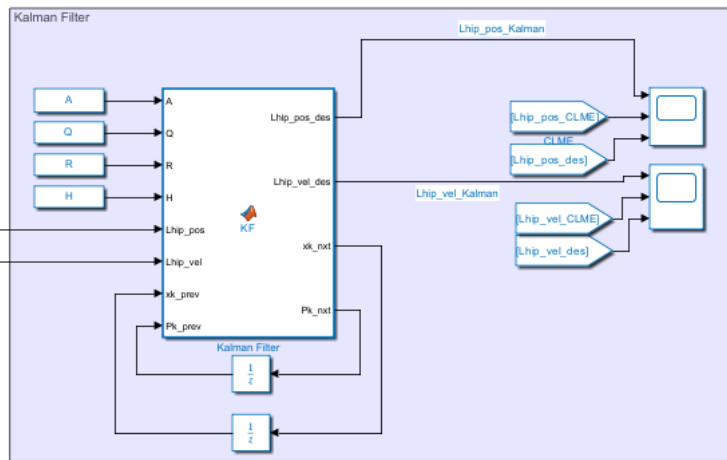 Kalman Filter
Lhip_pos_Kalman
A
A
Lhip_pos_des
[Lhip_pos_CLME]
Q
Q
CLME
R
R
[Lhip_pos_des]
Lhip_vel_des
H
H
Lhip_vel_Kalman
KF
Lhip_pos
[Lhip_vel_CLME]
xk_nxt
[Lhip_vel_des]
Lhip_vel
xk_prev
Pk_nxt
Pk_prev
Kalman Filter
1
z
1
z